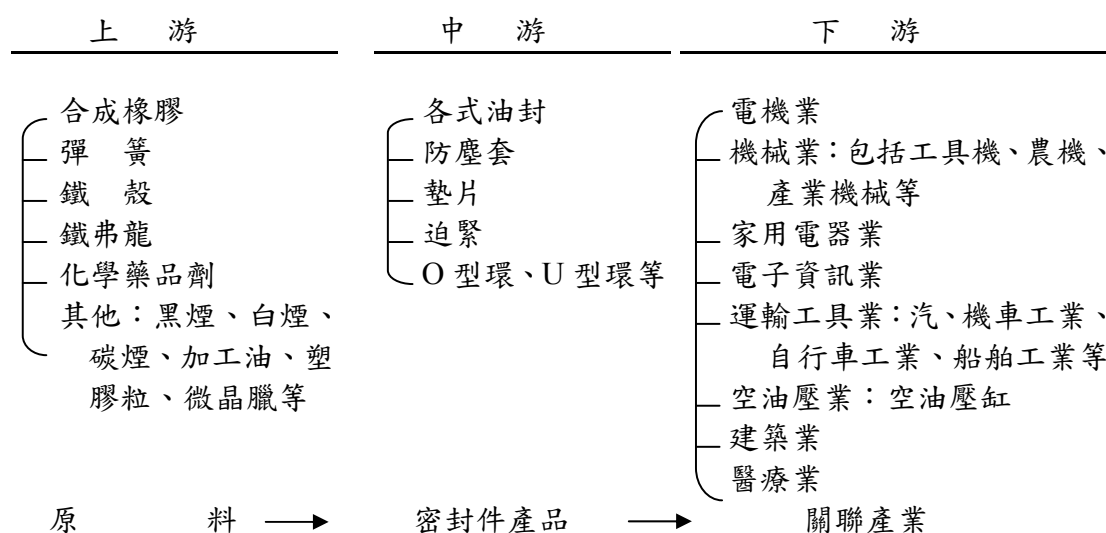 上 游
合成橡膠
彈 簧
鐵 殼
鐵弗龍
化學藥品劑
其他：黑煙、白煙、
碳煙、加工油、塑
膠粒、微晶臘等
原 料
中 游
各式油封
防塵套
墊片
迫緊
O 型環、U 型環等
密封件產品
下 游
電機業
機械業：包括工具機、農機、
產業機械等
家用電器業
電子資訊業
運輸工具業：汽、機車工業、
自行車工業、船舶工業等
空油壓業：空油壓缸
建築業
醫療業
關聯產業